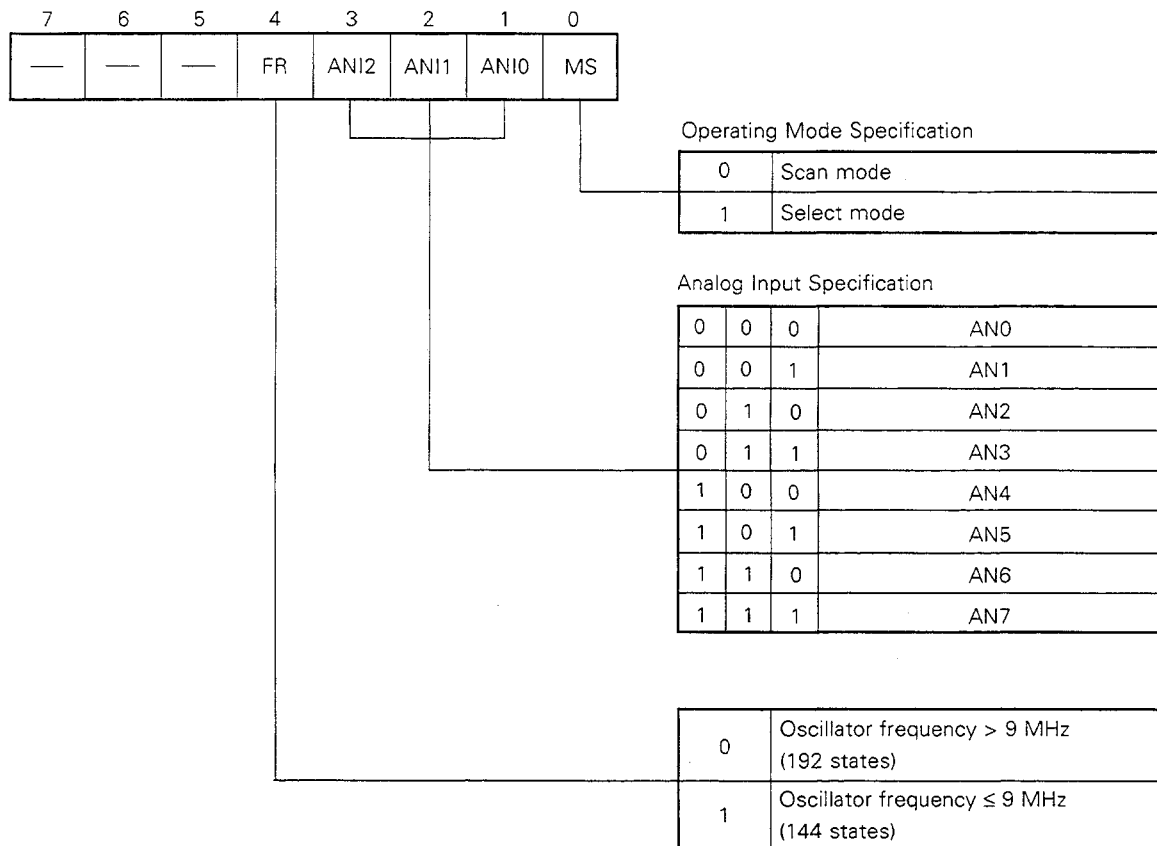 7 6 5 4 3 2 1 0
— — — FR ANI2 ANI1 ANI0 MS
Operating Mode Specification
0 Scan mode
1 Select mode
Analog Input Specification
0 0 0 AN0
0 0 1 AN1
0 1 0 AN2
0 1 1 AN3
1 0 0 AN4
1 0 1 AN5
1 1 0 AN6
1 1 1 AN7
0 Oscillator frequency > 9 MHz
(192 states)
1 Oscillator frequency ≤ 9 MHz
(144 states)